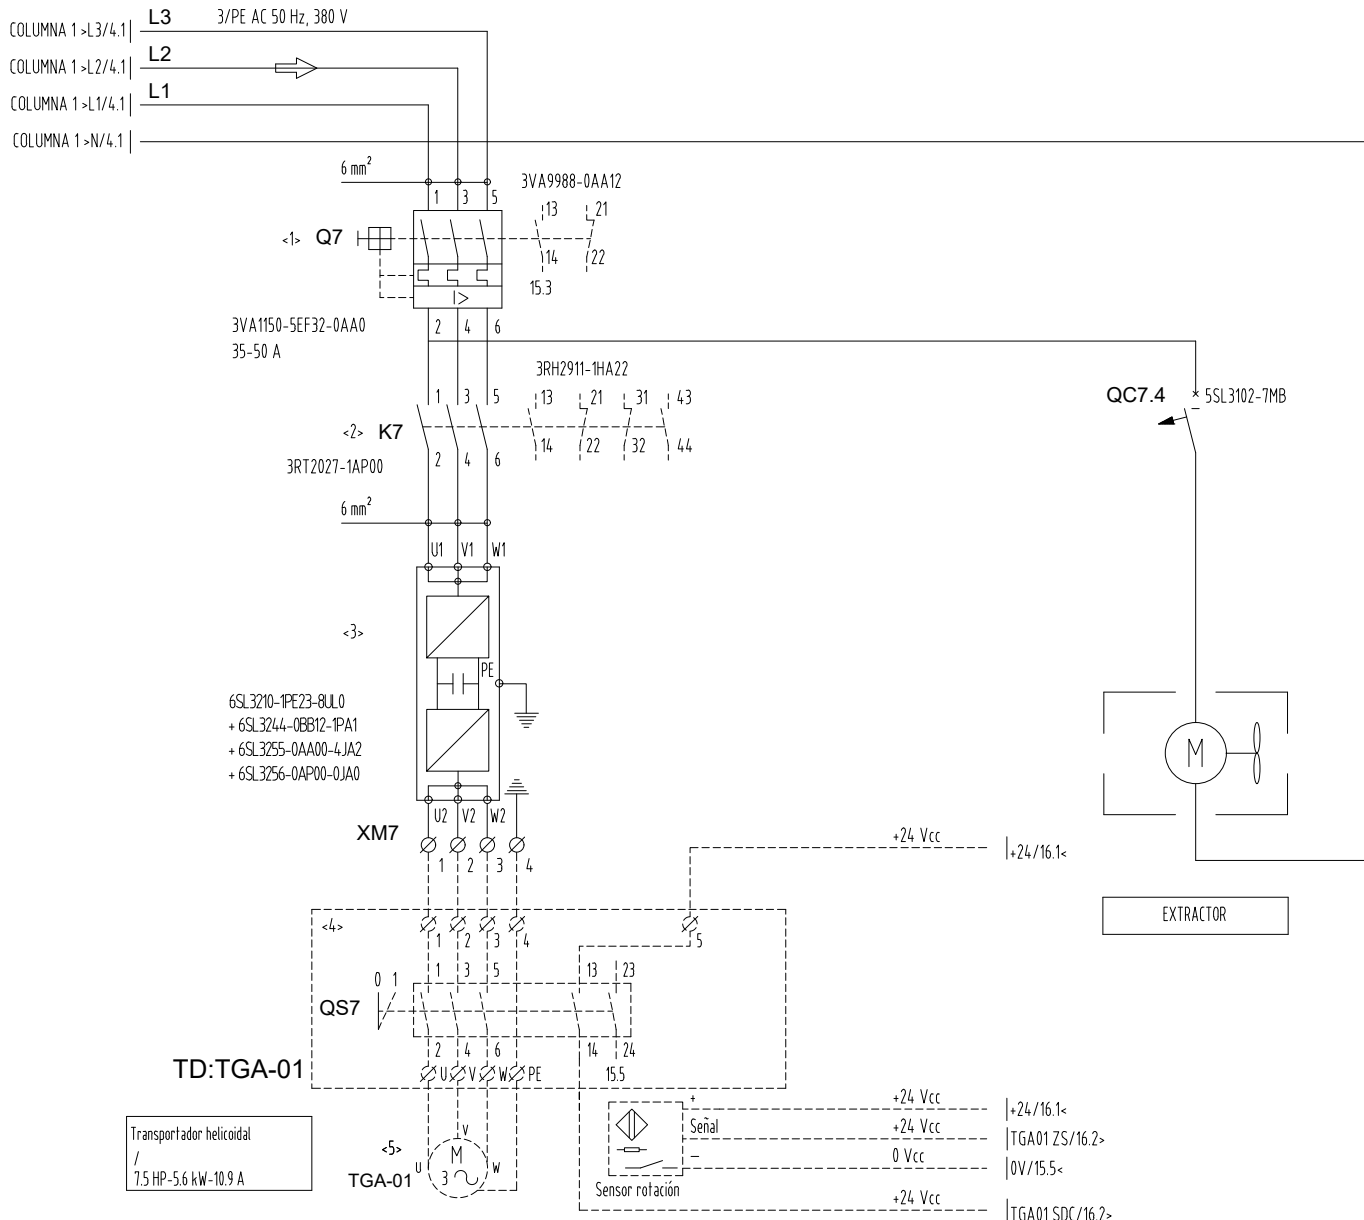 L3 3/PE AC 50 Hz, 380 V
COLUMNA 1 >L3/4.1
L2
COLUMNA 1 >L2/4.1
L1
COLUMNA 1 >L1/4.1
COLUMNA 1 >N/4.1
6 mm²
3VA9988-0AA12
1 3 5 13 21
<1> Q7
14 22
I>
15.3
3VA1150-5EF32-0AA0
2 4 6
35-50 A
3RH2911-1HA22
1 3 5 13 21 31 43
QC7.4 5SL3102-7MB
<2> K7
2 4 6 14 22 32 44
3RT2027-1AP00
6 mm²
U1 V1 W1
<3>
PE
6SL3210-1PE23-8UL0
+ 6SL3244-0BB12-1PA1
+ 6SL3255-0AA00-4JA2
+ 6SL3256-0AP00-0JA0
M
U2 V2 W2
XM7
1 2 3 4
+24 Vcc
+24/16.1<
EXTRACTOR
<4>
1 2 3 4 5
0 1
1 3 5 13 23
QS7
2 4 6 14 24
TD:TGA-01
U V W PE
15.5
Transportador helicoidal
/
7.5 HP-5.6 kW-10.9 A
<5>
TGA-01
U V W
M
3
+
Señal
−
Sensor rotación
+24 Vcc
+24/16.1<
+24 Vcc
TGA01 ZS/16.2>
0 Vcc
0V/15.5<
+24 Vcc
TGA01 SDC/16.2>